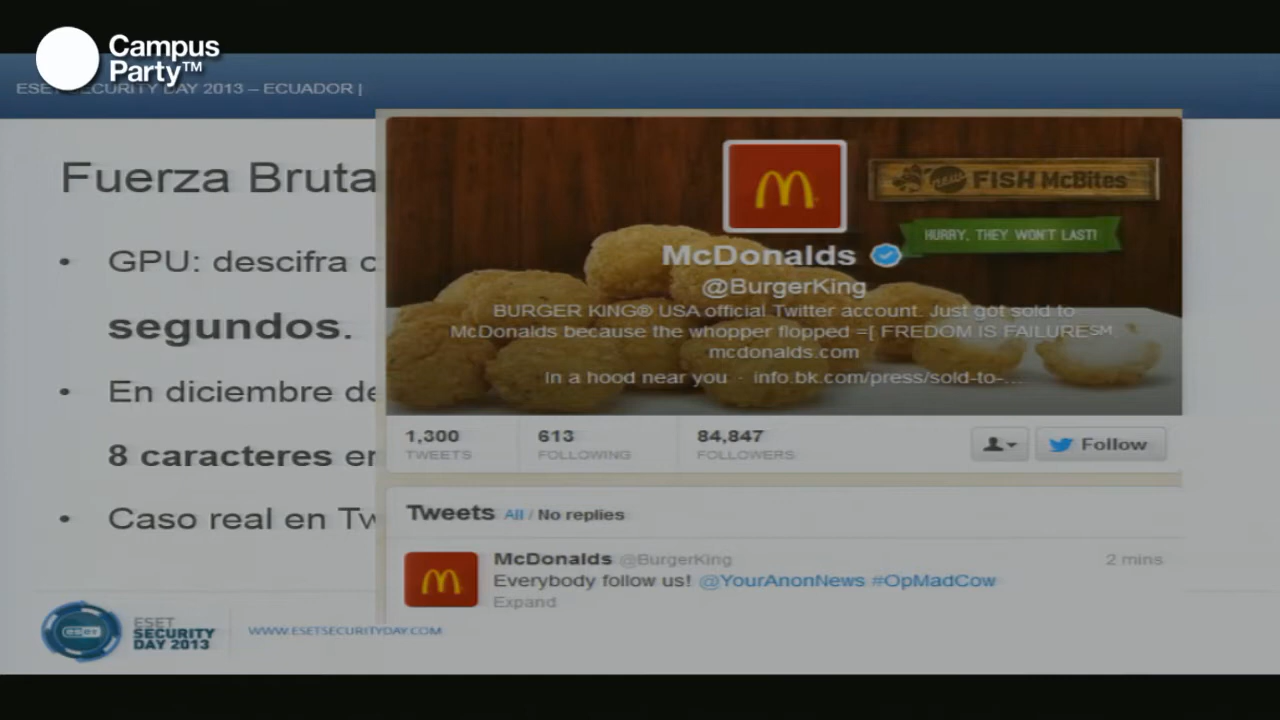 Campus
Party™
ESET SECURITY DAY 2013 – ECUADOR |
Fuerza Bruta
• GPU: descifra c
segundos.
• En diciembre de
8 caracteres en
• Caso real en Tw
new FISH McBites
HURRY, THEY WON'T LAST!
McDonalds
@BurgerKing
BURGER KING® USA official Twitter account. Just got sold to
McDonalds because the whopper flopped =[ FREDOM IS FAILURE℠
mcdonalds.com
In a hood near you · info.bk.com/press/sold-to-…
1,300 613 84,847
TWEETS FOLLOWING FOLLOWERS
Follow
Tweets All / No replies
McDonalds @BurgerKing 2 mins
Everybody follow us! @YourAnonNews #OpMadCow
Expand
eseT
ESET
SECURITY
DAY 2013
WWW.ESETSECURITYDAY.COM